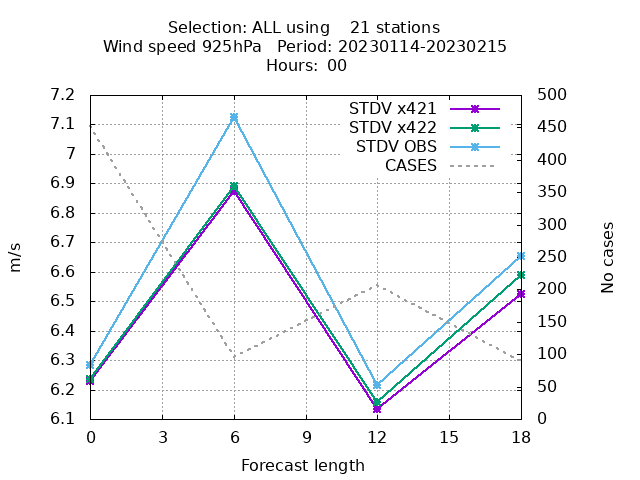 Selection: ALL using    21 stations
Wind speed 925hPa   Period: 20230114-20230215
Hours:  00
7.2
7.1
7
6.9
6.8
6.7
6.6
6.5
6.4
6.3
6.2
6.1
m/s
STDV x421
STDV x422
STDV OBS
CASES
500
450
400
350
300
250
200
150
100
50
0
No cases
0 3 6 9 12 15 18
Forecast length